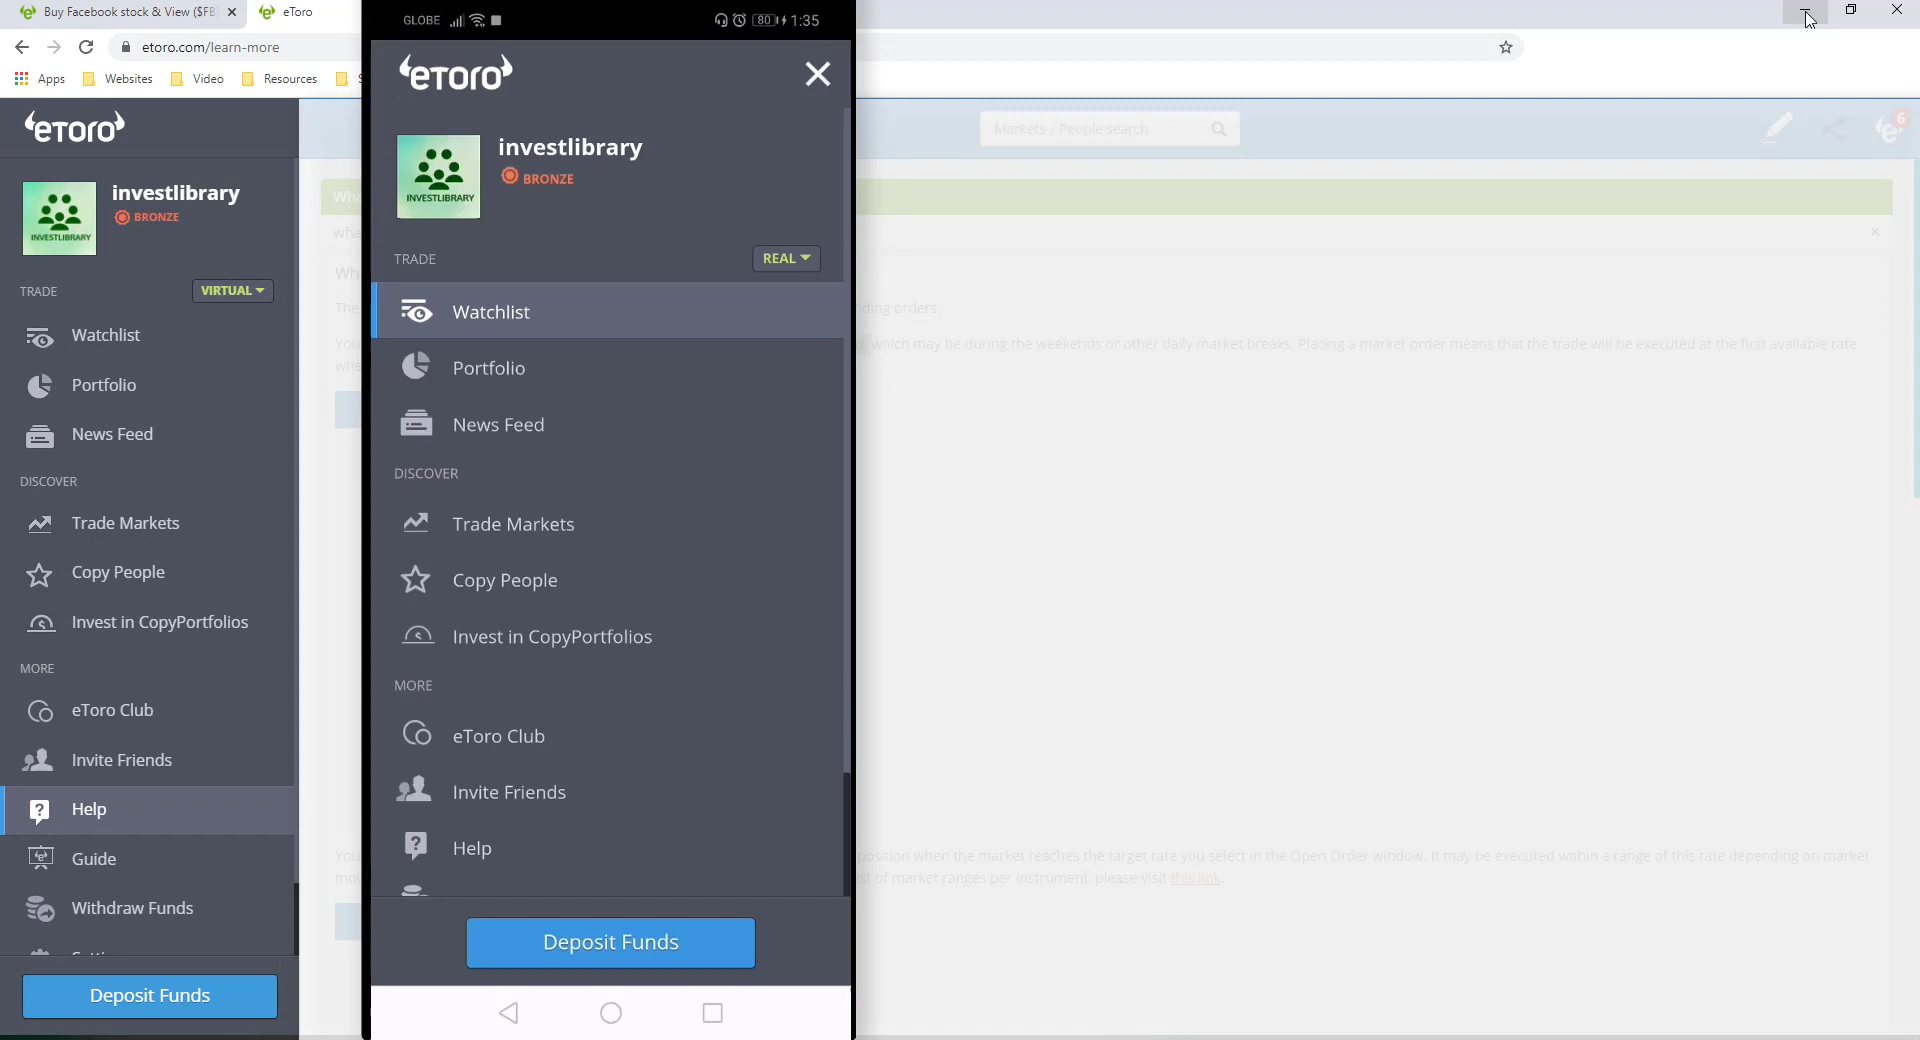 Buy Facebook stock & View ($FB)
eToro
etoro.com/learn-more
Apps
Websites
Video
Resources
eToro
investlibrary
INVESTLIBRARY
BRONZE
TRADE
VIRTUAL
Watchlist
Portfolio
News Feed
DISCOVER
Trade Markets
Copy People
Invest in CopyPortfolios
MORE
eToro Club
Invite Friends
Help
Guide
Withdraw Funds
Deposit Funds
GLOBE
80
1:35
eToro
investlibrary
INVESTLIBRARY
BRONZE
TRADE
REAL
Watchlist
Portfolio
News Feed
DISCOVER
Trade Markets
Copy People
Invest in CopyPortfolios
MORE
eToro Club
Invite Friends
Help
Deposit Funds
Markets / People search
6
orders.
which may be during the weekends or other daily market breaks. Placing a market order means that the trade will be executed at the first available rate
position when the market reaches the target rate you select in the Open Order window. It may be executed within a range of this rate depending on market
of market ranges per instrument, please visit this link.